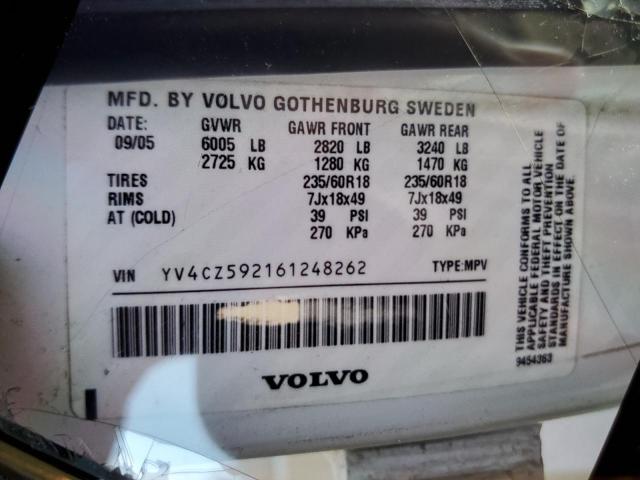 MFD. BY VOLVO GOTHENBURG SWEDEN
DATE: GVWR GAWR FRONT GAWR REAR
09/05 6005 LB 2820 LB 3240 LB
2725 KG 1280 KG 1470 KG
TIRES 235/60R18 235/60R18
RIMS 7Jx18x49 7Jx18x49
AT (COLD) 39 PSI 39 PSI
270 KPa 270 KPa
VIN YV4CZ592161248262 TYPE:MPV
VOLVO
THIS VEHICLE CONFORMS TO ALL
APPLICABLE FEDERAL MOTOR VEHICLE
SAFETY AND THEFT PREVENTION
STANDARDS IN EFFECT ON THE DATE OF
MANUFACTURE SHOWN ABOVE.
9454363